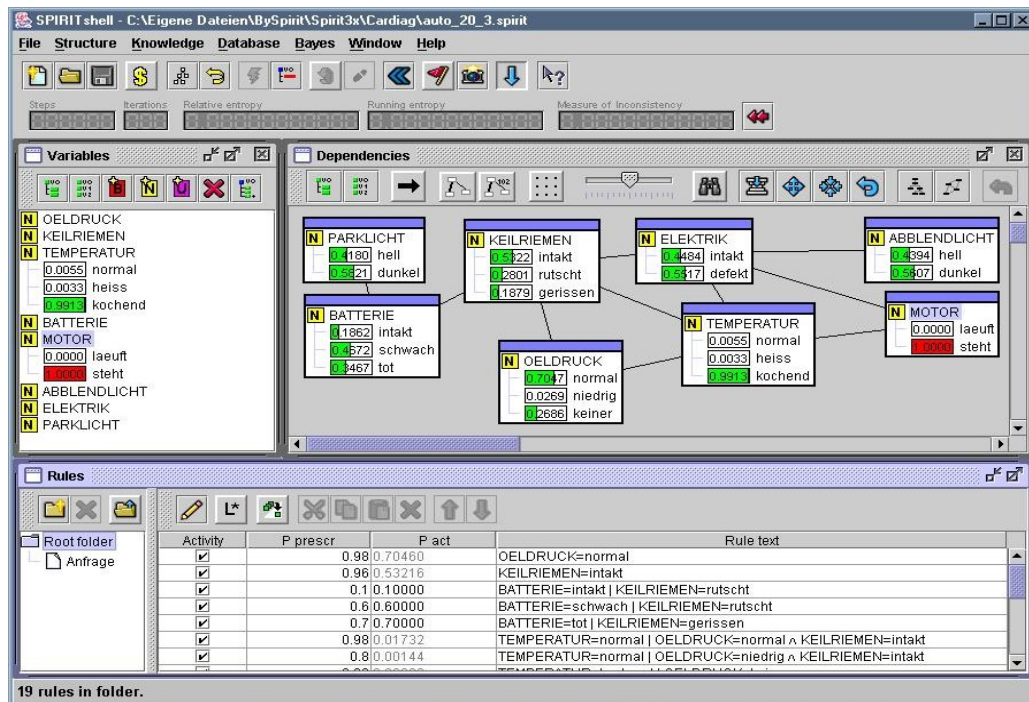 SPIRITshell - C:\Eigene Dateien\BySpirit\Spirit3x\Cardiag\auto_20_3.spirit
File Structure Knowledge Database Bayes Window Help
Steps Iterations Relative entropy Running entropy Measure of Inconsistency
Variables
N OELDRUCK
N KEILRIEMEN
N TEMPERATUR
0.0055 normal
0.0033 heiss
0.9913 kochend
N BATTERIE
N MOTOR
0.0000 laeuft
1.0000 steht
N ABBLENDLICHT
N ELEKTRIK
N PARKLICHT
Dependencies
N PARKLICHT
0.4180 hell
0.5821 dunkel
N KEILRIEMEN
0.5322 intakt
0.2801 rutscht
0.1879 gerissen
N ELEKTRIK
0.4484 intakt
0.5517 defekt
N ABBLENDLICHT
0.4394 hell
0.5607 dunkel
N BATTERIE
0.1862 intakt
0.4672 schwach
0.3467 tot
N OELDRUCK
0.7047 normal
0.0269 niedrig
0.2686 keiner
N TEMPERATUR
0.0055 normal
0.0033 heiss
0.9913 kochend
N MOTOR
0.0000 laeuft
1.0000 steht
Rules
Root folder
Anfrage
Activity P prescr P act Rule text
0.98 0.70460 OELDRUCK=normal
0.96 0.53216 KEILRIEMEN=intakt
0.1 0.10000 BATTERIE=intakt | KEILRIEMEN=rutscht
0.6 0.60000 BATTERIE=schwach | KEILRIEMEN=rutscht
0.7 0.70000 BATTERIE=tot | KEILRIEMEN=gerissen
0.98 0.01732 TEMPERATUR=normal | OELDRUCK=normal ∧ KEILRIEMEN=intakt
0.8 0.00144 TEMPERATUR=normal | OELDRUCK=niedrig ∧ KEILRIEMEN=intakt
19 rules in folder.